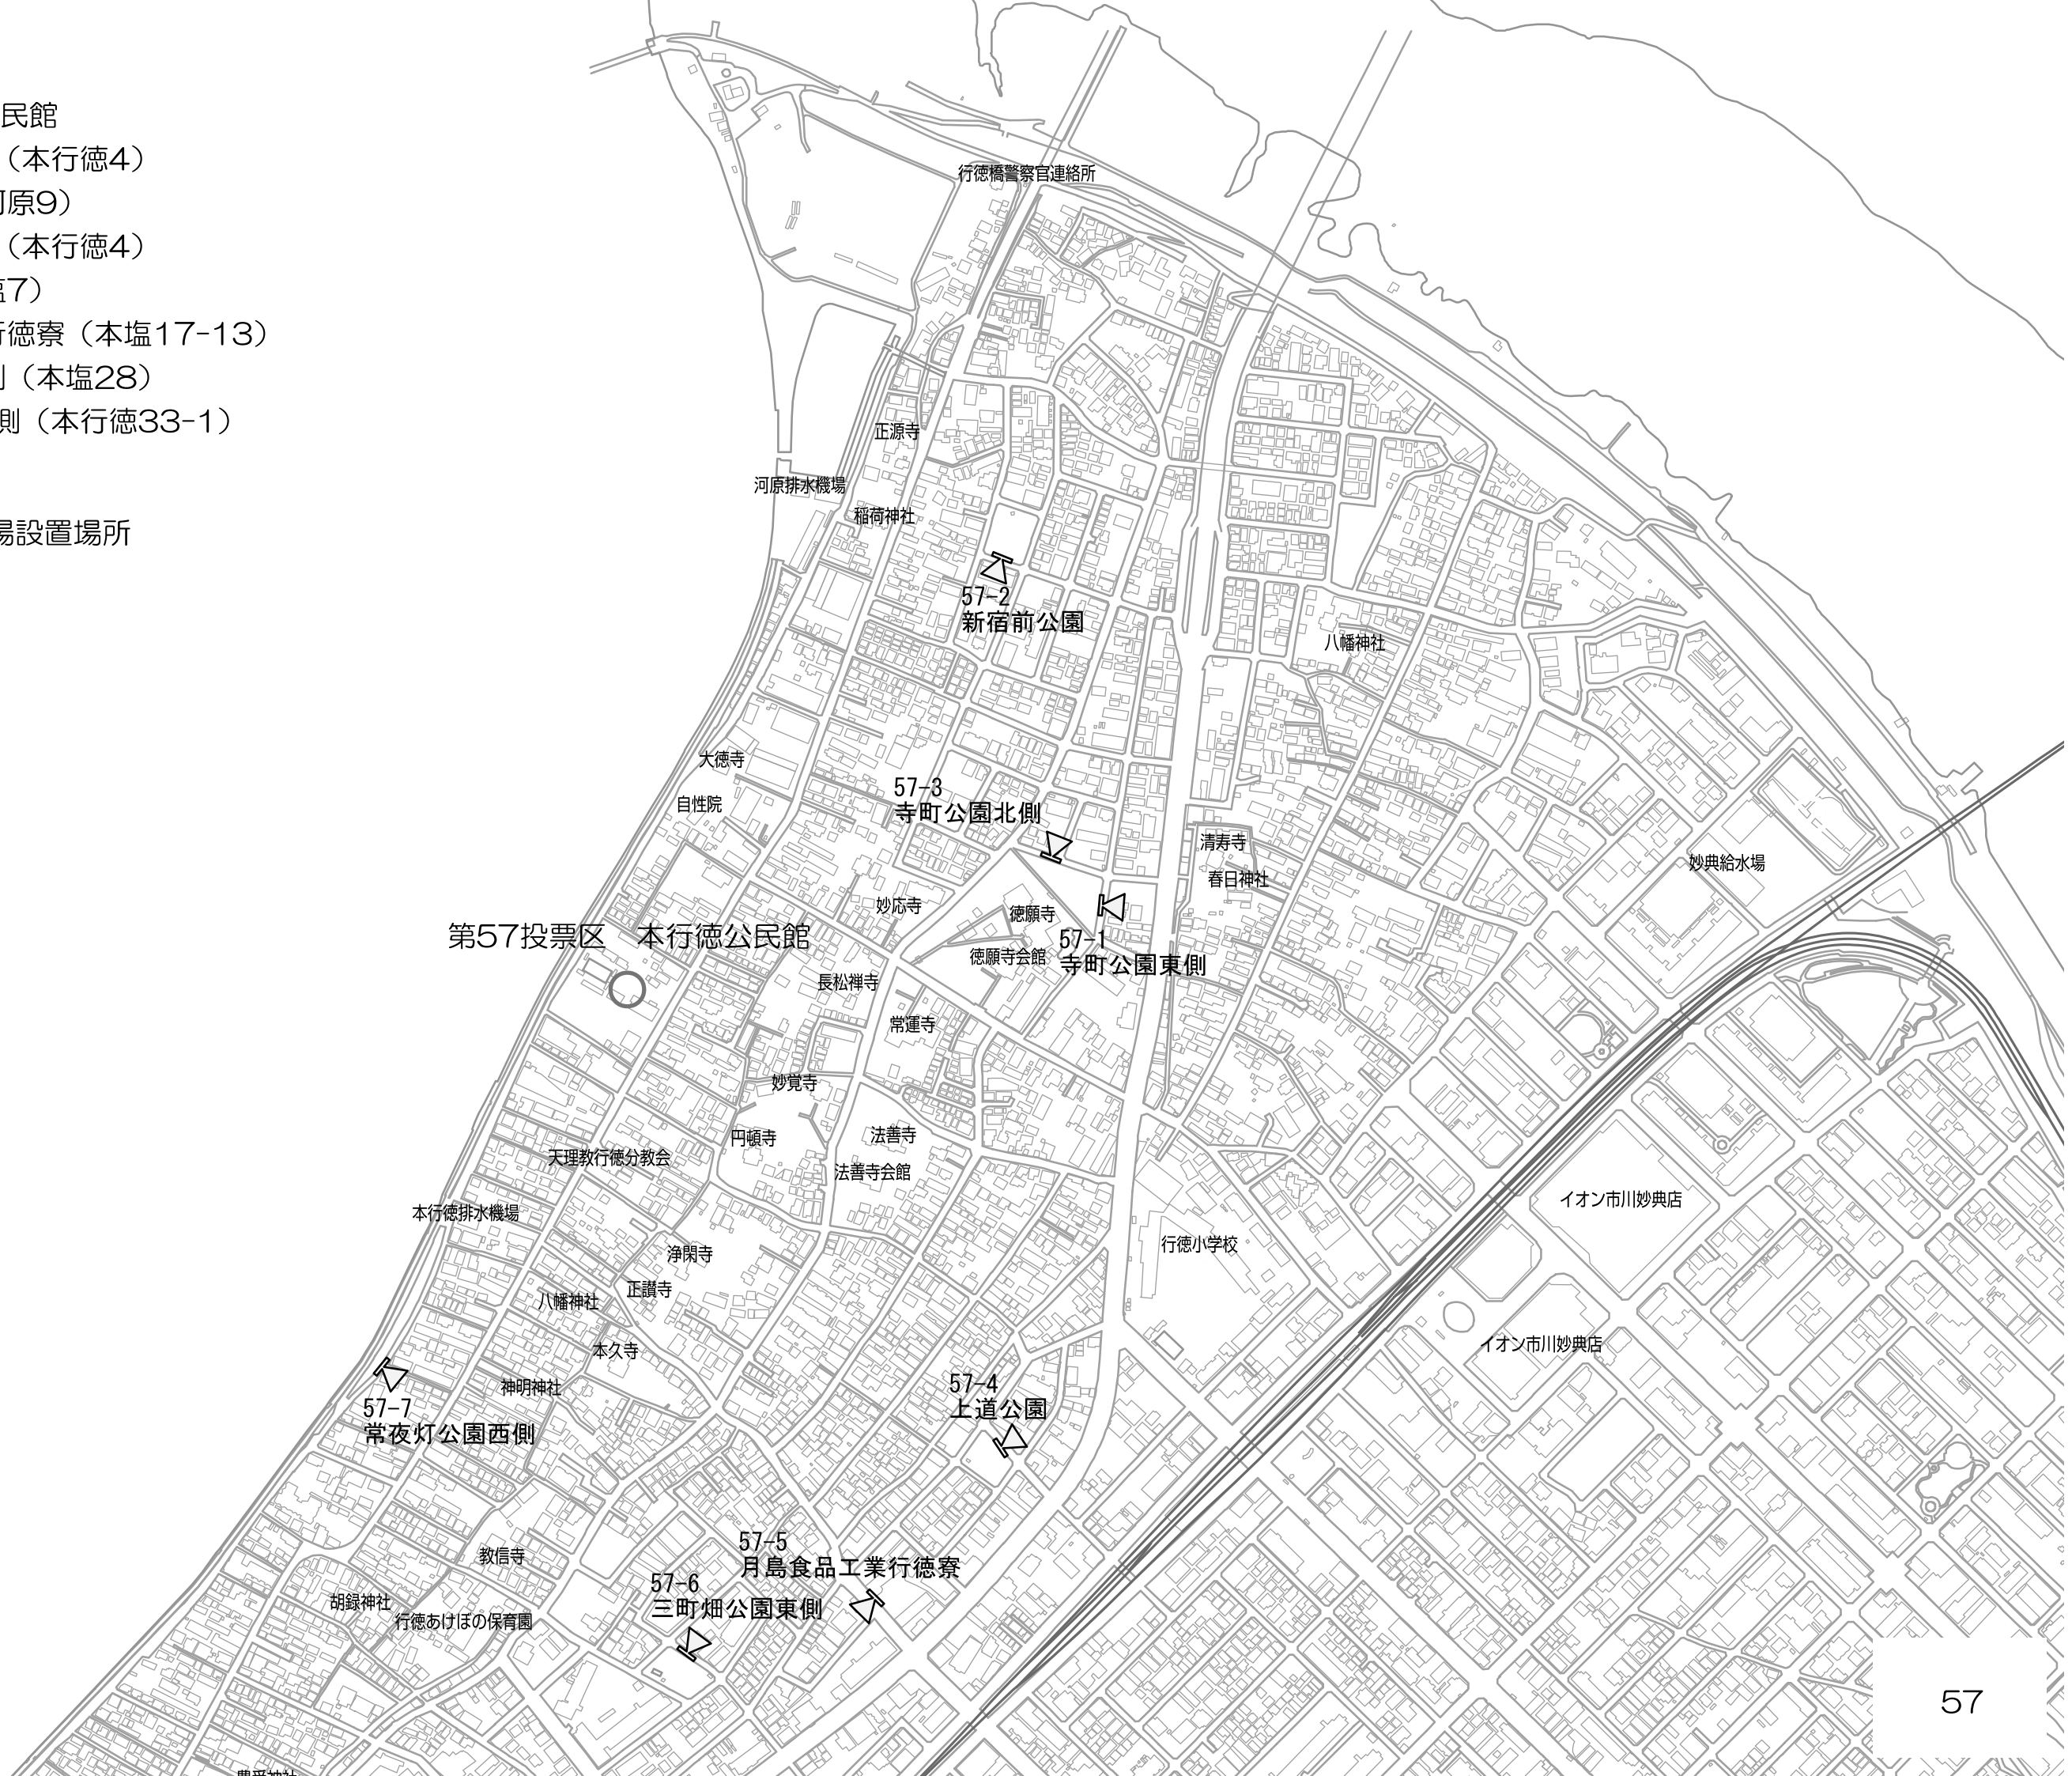 民館
（本行徳4）
原9）
（本行徳4）
塩7）
行徳寮（本塩17-13）
（本塩28）
側（本行徳33-1）
場設置場所
行徳橋警察官連絡所
正源寺
河原排水機場
稲荷神社
57-2
新宿前公園
八幡神社
大徳寺
自性院
57-3
寺町公園北側
清寿寺
春日神社
妙典給水場
妙応寺
徳願寺
第57投票区　本行徳公民館
徳願寺会館
57-1
寺町公園東側
長松禅寺
常運寺
妙覚寺
円頓寺
法善寺
天理教行徳分教会
法善寺会館
イオン市川妙典店
本行徳排水機場
行徳小学校
浄閑寺
正讃寺
八幡神社
本久寺
イオン市川妙典店
神明神社
57-4
上道公園
57-7
常夜灯公園西側
57-5
月島食品工業行徳寮
教信寺
57-6
三町畑公園東側
胡録神社
行徳あけぼの保育園
57